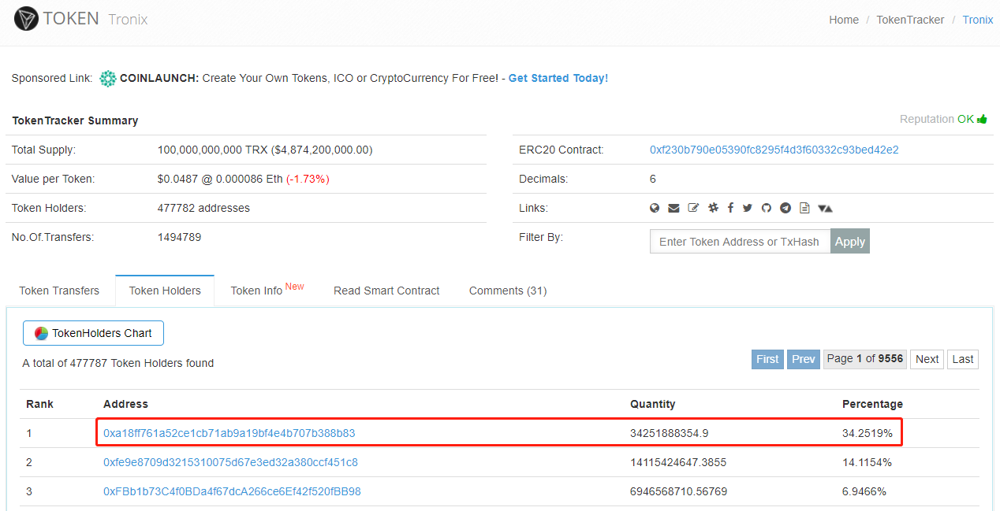 TOKEN Tronix
Home / TokenTracker / Tronix
Sponsored Link: COINLAUNCH: Create Your Own Tokens, ICO or CryptoCurrency For Free! - Get Started Today!
TokenTracker Summary
Reputation OK
Total Supply: 100,000,000,000 TRX ($4,874,200,000.00)
ERC20 Contract: 0xf230b790e05390fc8295f4d3f60332c93bed42e2
Value per Token: $0.0487 @ 0.000086 Eth (-1.73%)
Decimals: 6
Token Holders: 477782 addresses
Links:
No.Of.Transfers: 1494789
Filter By: Enter Token Address or TxHash Apply
Token Transfers Token Holders Token Info New Read Smart Contract Comments (31)
TokenHolders Chart
A total of 477787 Token Holders found
First Prev Page 1 of 9556 Next Last
Rank Address Quantity Percentage
1 0xa18ff761a52ce1cb71ab9a19bf4e4b707b388b83 34251888354.9 34.2519%
2 0xfe9e8709d3215310075d67e3ed32a380ccf451c8 14115424647.3855 14.1154%
3 0xFBb1b73C4f0BDa4f67dcA266ce6Ef42f520fBB98 6946568710.56769 6.9466%